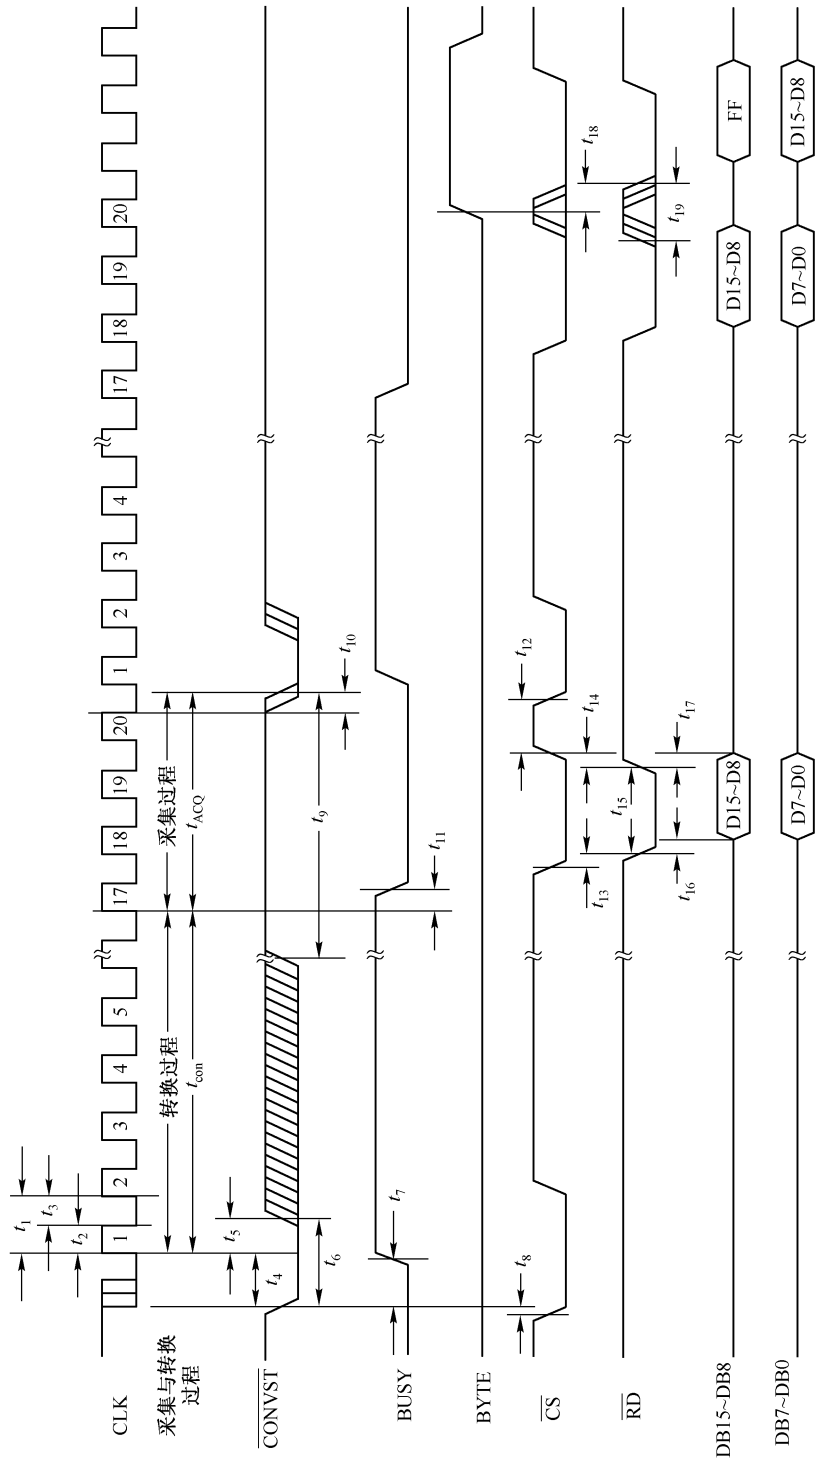 CLK
1
2
3
4
5
17
18
19
20
1
2
3
4
17
18
19
20
t1
t2
t3
采集与转换
过程
转换过程
采集过程
tcon
tACQ
CONVST
t4
t5
t6
t9
t10
BUSY
t7
t11
BYTE
CS
t8
t12
t18
RD
t13
t14
t15
t16
t17
t19
DB15~DB8
D15~D8
D15~D8
FF
DB7~DB0
D7~D0
D7~D0
D15~D8